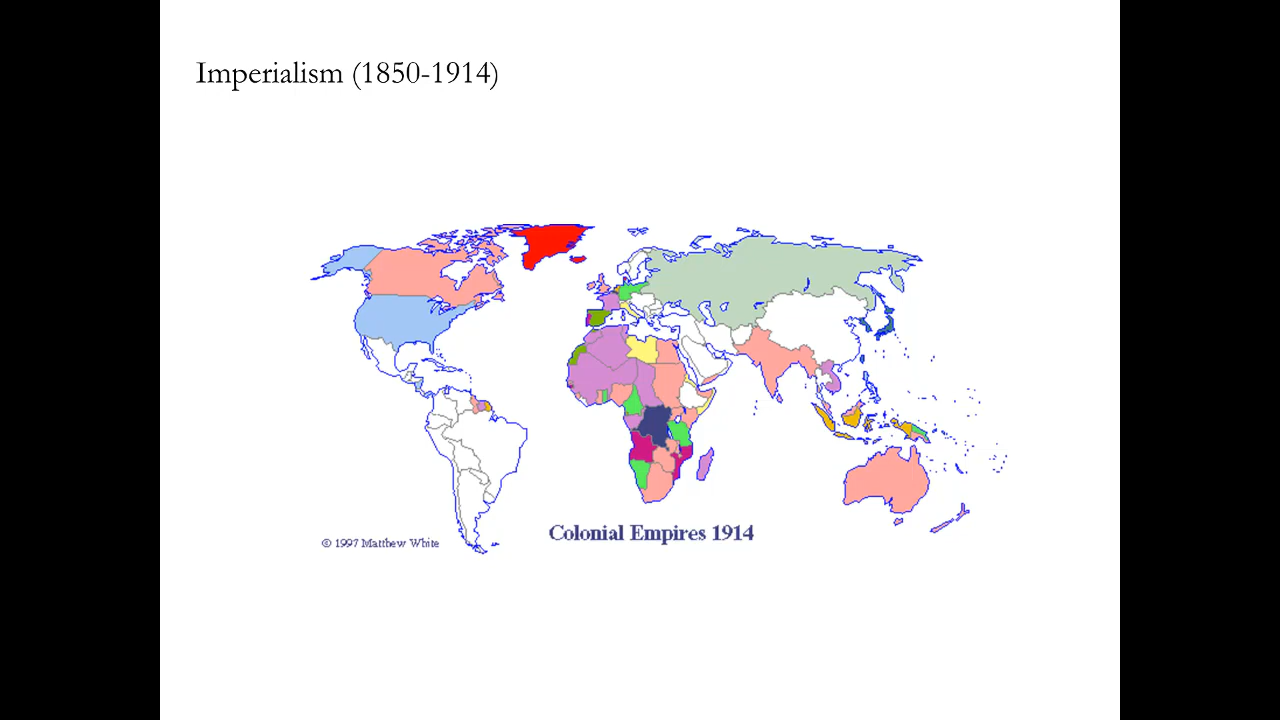 Imperialism (1850-1914)
Colonial Empires 1914
© 1997 Matthew White